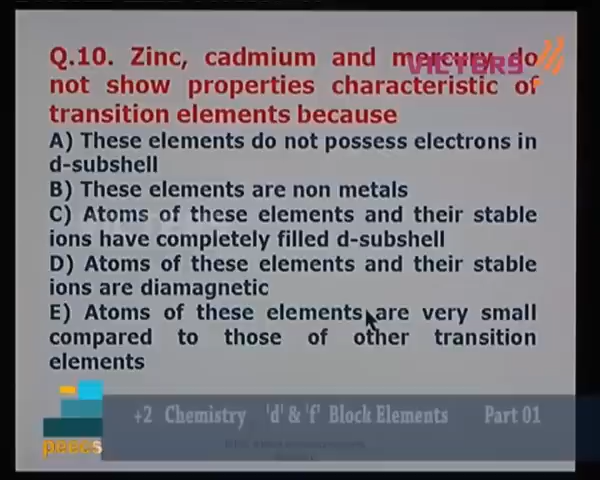 Q.10. Zinc, cadmium and mercury do
VICTERS
not show properties characteristic of
transition elements because
A) These elements do not possess electrons in
d-subshell
B) These elements are non metals
C) Atoms of these elements and their stable
ions have completely filled d-subshell
D) Atoms of these elements and their stable
ions are diamagnetic
E) Atoms of these elements are very small
compared to those of other transition
elements
+2 Chemistry 'd' & 'f' Block Elements Part 01
peecs